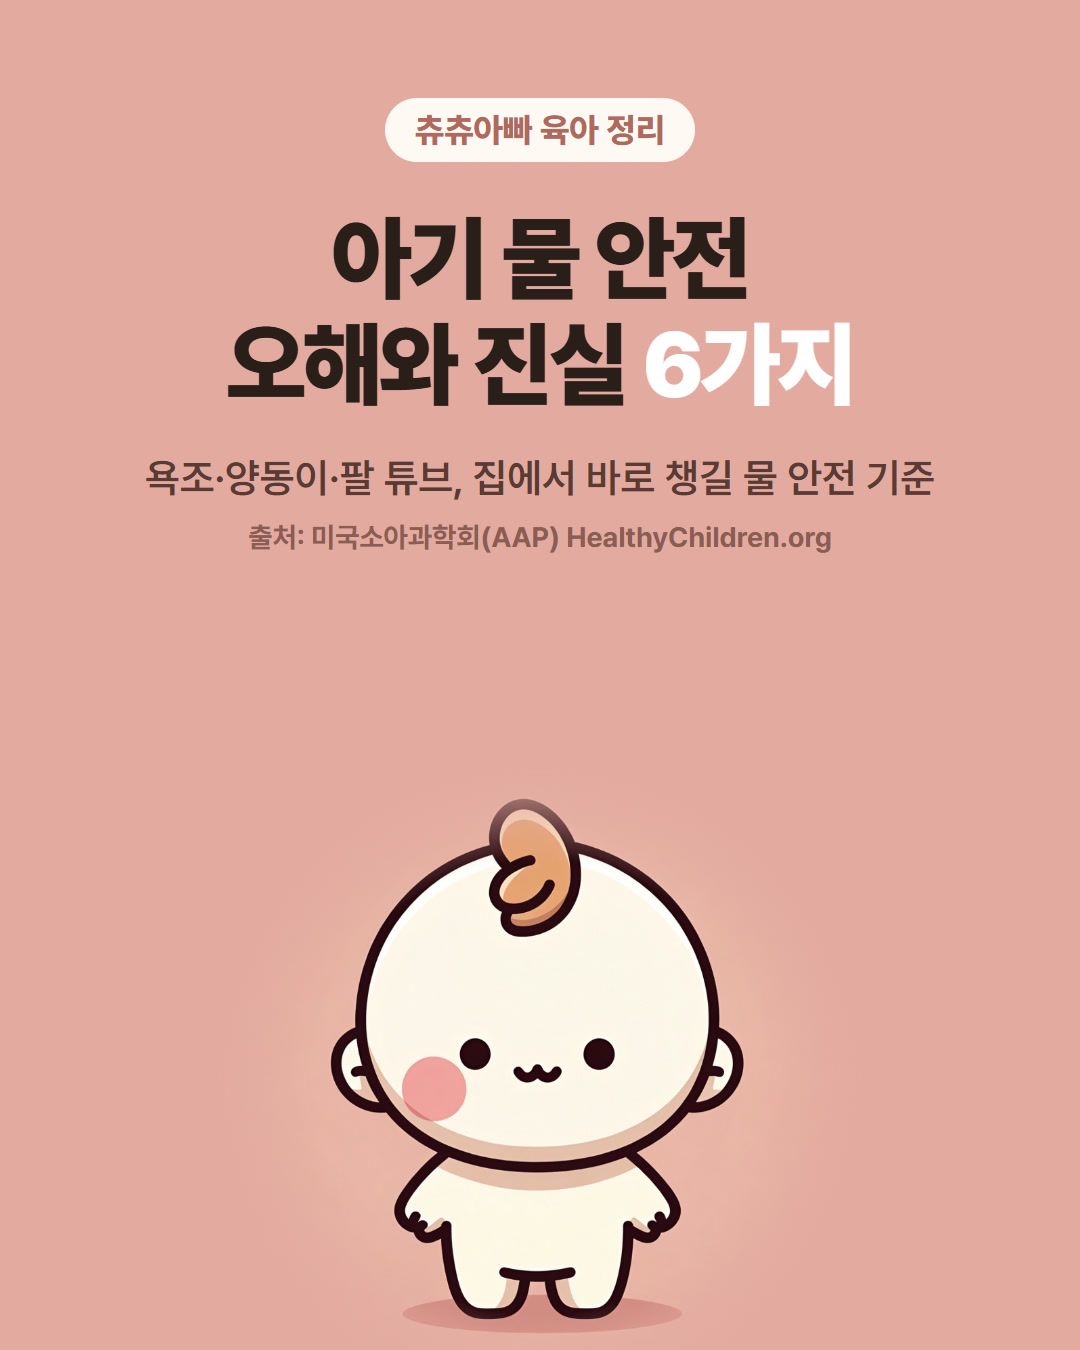 츄츄아빠 육아 정리
아기 물 안전
오해와 진실 6가지
욕조·양동이·팔 튜브, 집에서 바로 챙길 물 안전 기준
출처: 미국소아과학회(AAP) HealthyChildren.org